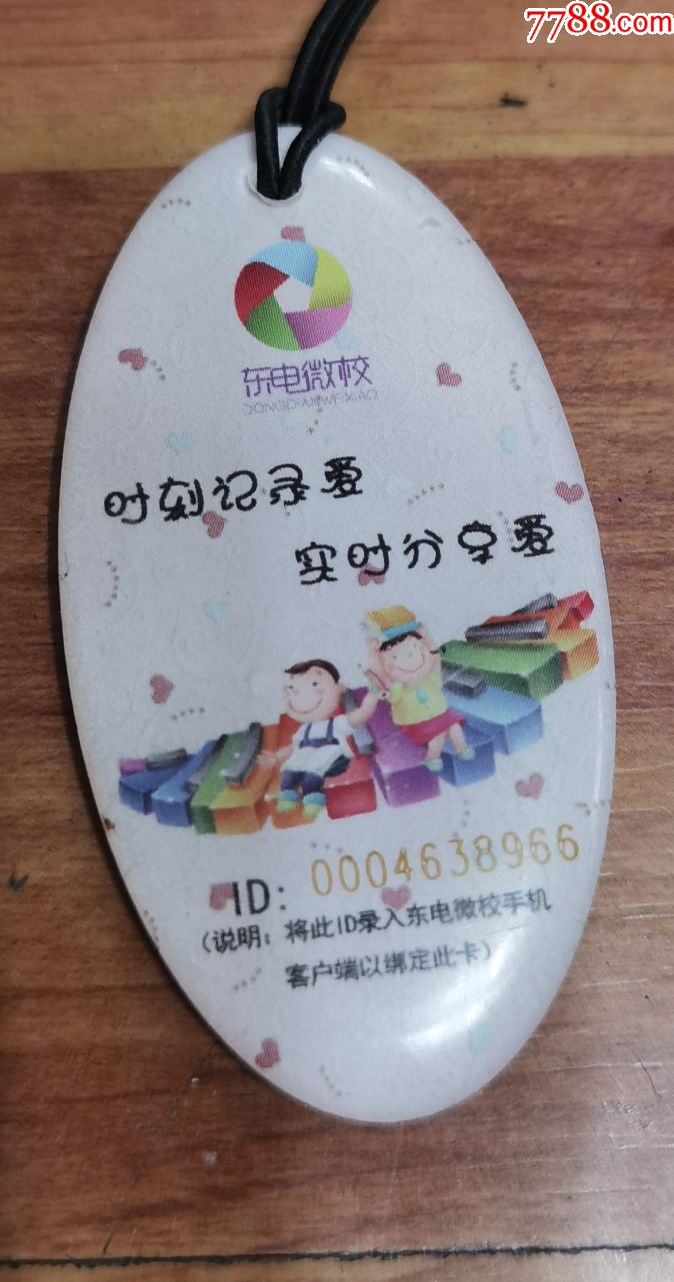 7788.com
东电微校
DONGDIANWEIXIAO
时刻记录爱
实时分享爱
ID: 0004638966
(说明: 将此ID录入东电微校手机
客户端以绑定此卡)